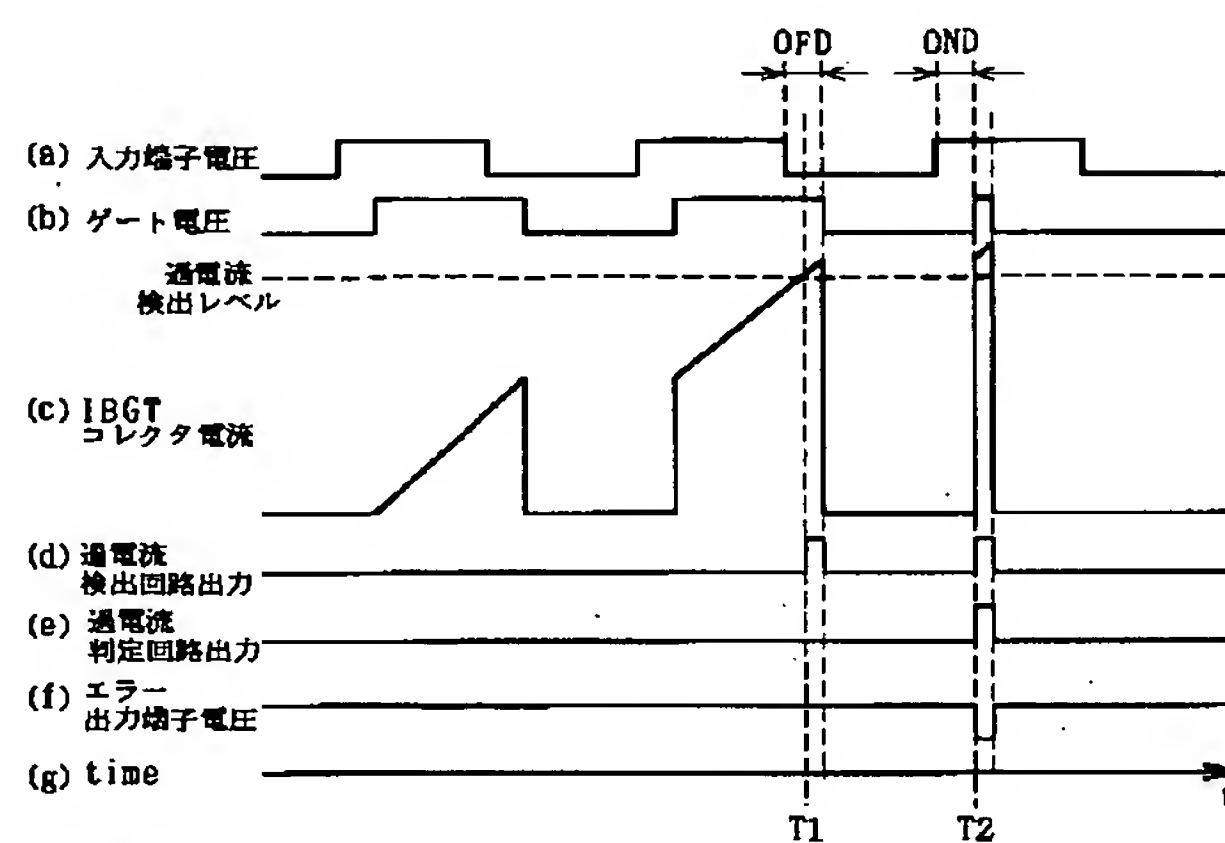 OFD OND
(a) 入力端子電圧
(b) ゲート電圧
過電流
検出レベル
(c) IBGT
コレクタ電流
(d) 過電流
検出回路出力
(e) 過電流
判定回路出力
(f) エラー
出力端子電圧
(g) time
T1 T2